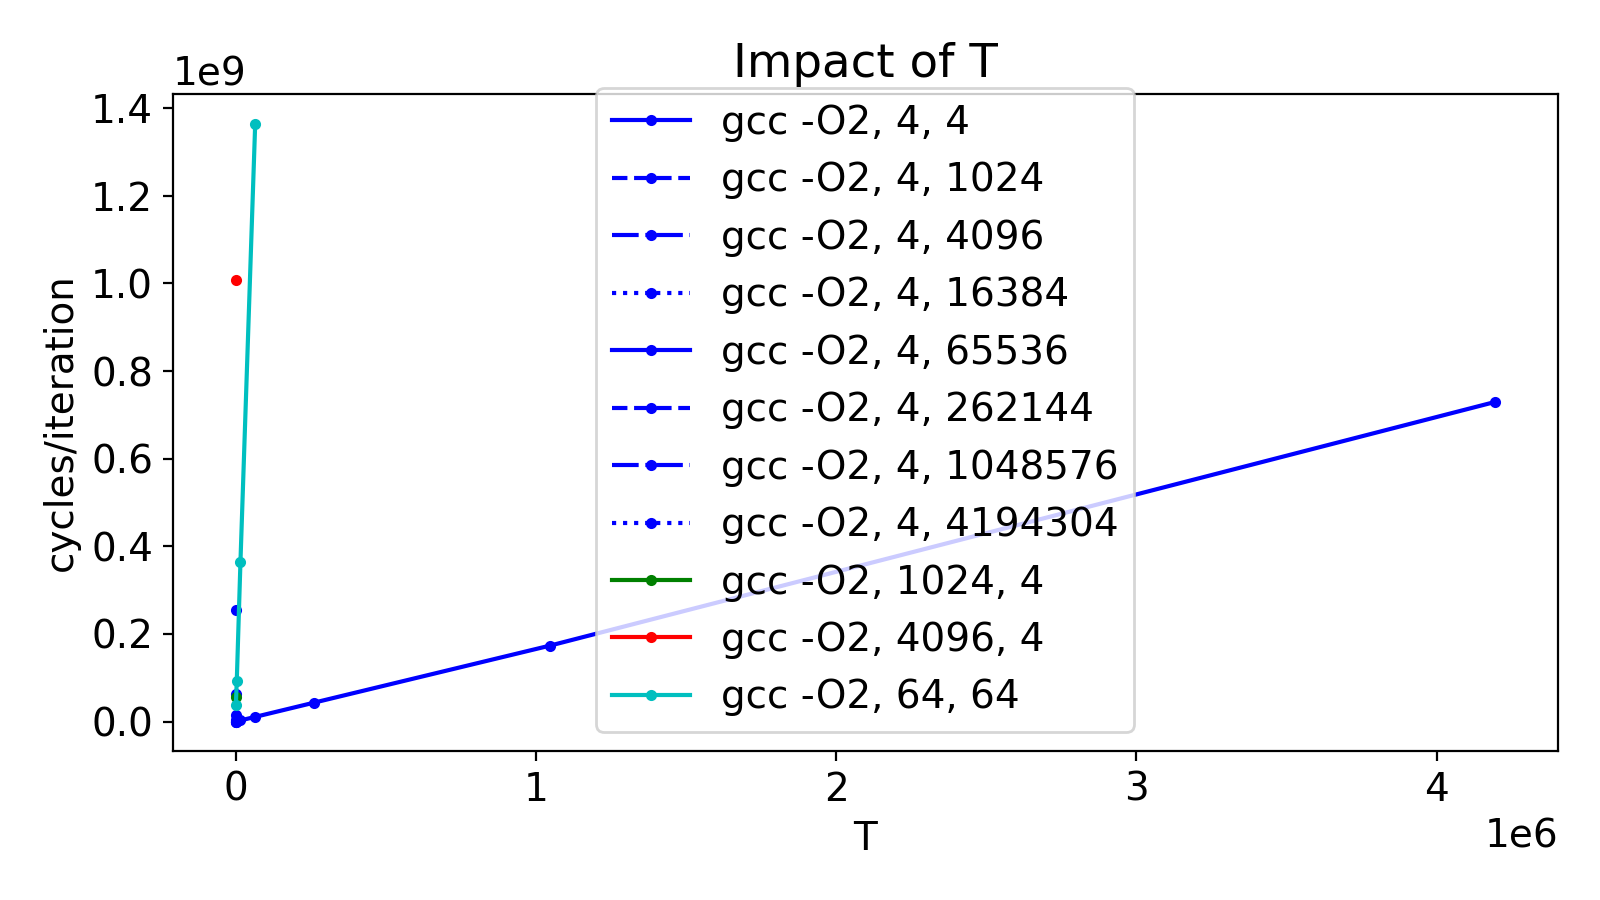 Impact of T
1e9
1.4
1.2
1.0
0.8
0.6
0.4
0.2
0.0
cycles/iteration
gcc -O2, 4, 4
gcc -O2, 4, 1024
gcc -O2, 4, 4096
gcc -O2, 4, 16384
gcc -O2, 4, 65536
gcc -O2, 4, 262144
gcc -O2, 4, 1048576
gcc -O2, 4, 4194304
gcc -O2, 1024, 4
gcc -O2, 4096, 4
gcc -O2, 64, 64
0 1 2 3 4
T
1e6